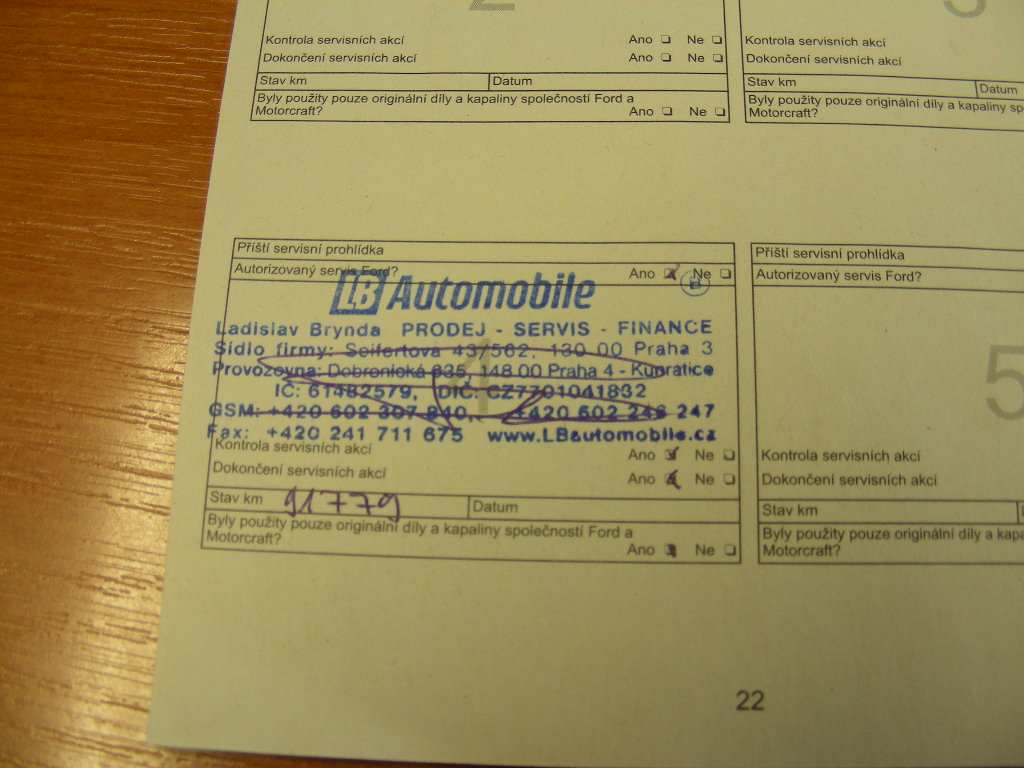 2
3
Kontrola servisních akcí Ano ❏ Ne ❏
Dokončení servisních akcí Ano ❏ Ne ❏
Stav km Datum
Byly použity pouze originální díly a kapaliny společností Ford a
Motorcraft? Ano ❏ Ne ❏
Kontrola servisních akcí
Dokončení servisních akcí
Stav km Datum
Byly použity pouze originální díly a kapaliny sp
Motorcraft?
Příští servisní prohlídka
Autorizovaný servis Ford? Ano ❏ Ne ❏
B
LB Automobile
Ladislav Brynda PRODEJ - SERVIS - FINANCE
Sídlo firmy: Seifertova 43/562, 130 00 Praha 3
Provozovna: Dobronická 635, 148 00 Praha 4 - Kunratice
4
IČ: 61482579, DIČ: CZ7701041832
GSM: +420 602 307 840, +420 602 248 247
Fax: +420 241 711 675 www.LBautomobile.cz
Kontrola servisních akcí Ano ❏ Ne ❏
Dokončení servisních akcí Ano ❏ Ne ❏
Stav km 91779 Datum
Byly použity pouze originální díly a kapaliny společností Ford a
Motorcraft? Ano ❏ Ne ❏
Příští servisní prohlídka
Autorizovaný servis Ford?
5
Kontrola servisních akcí
Dokončení servisních akcí
Stav km
Byly použity pouze originální díly a kapa
Motorcraft?
22